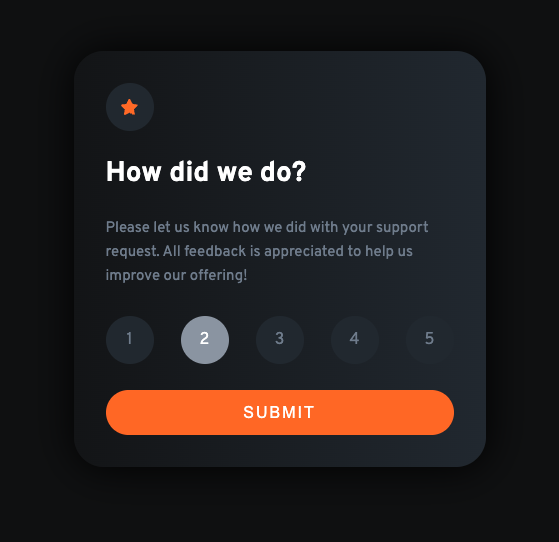 How did we do?
Please let us know how we did with your support
request. All feedback is appreciated to help us
improve our offering!
1 2 3 4 5
SUBMIT